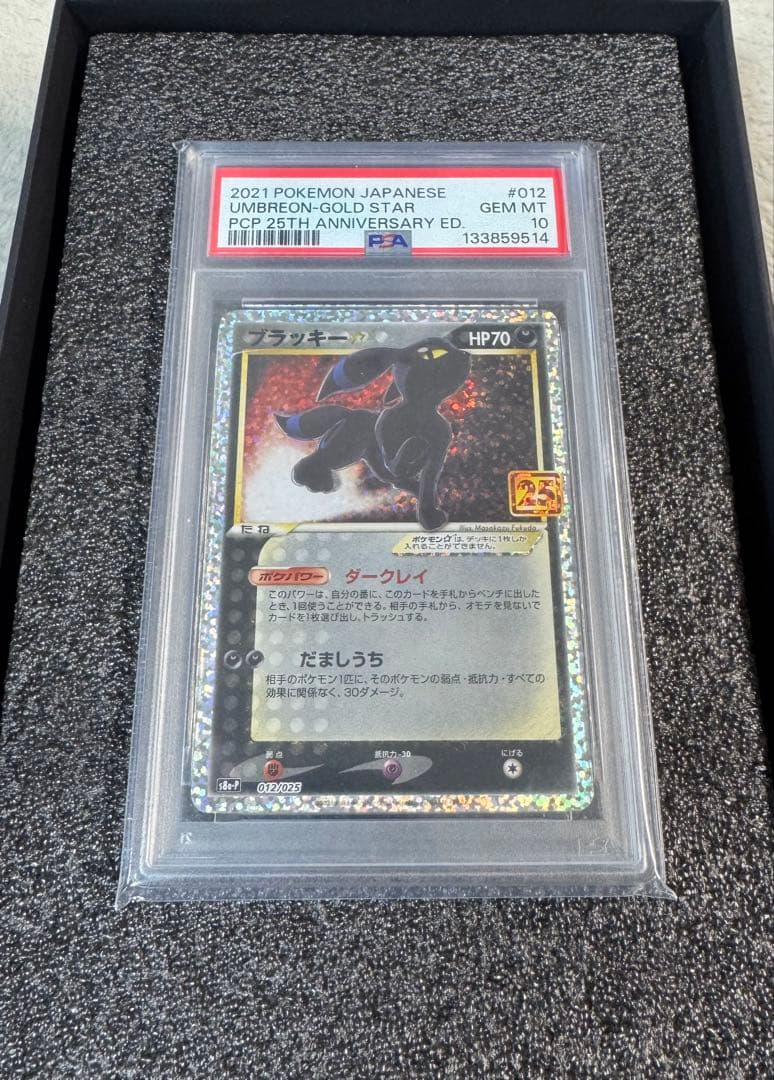 2021 POKEMON JAPANESE #012
UMBREON-GOLD STAR GEM MT
PCP 25TH ANNIVERSARY ED. 10
PSA 133859514
ブラッキー☆ HP70
25
たね
illus. Masakazu Fukuda
ポケモン☆は、デッキに1枚しか
入れることができません。
ポケパワー ダークレイ
このパワーは、自分の番に、このカードを手札からベンチに出した
とき、1回使うことができる。相手の手札から、オモテを見ないで
カードを1枚選び出し、トラッシュする。
だましうち
相手のポケモン1匹に、そのポケモンの弱点・抵抗力・すべての
効果に関係なく、30ダメージ。
弱点 抵抗力-30 にげる
s8a-P 012/025